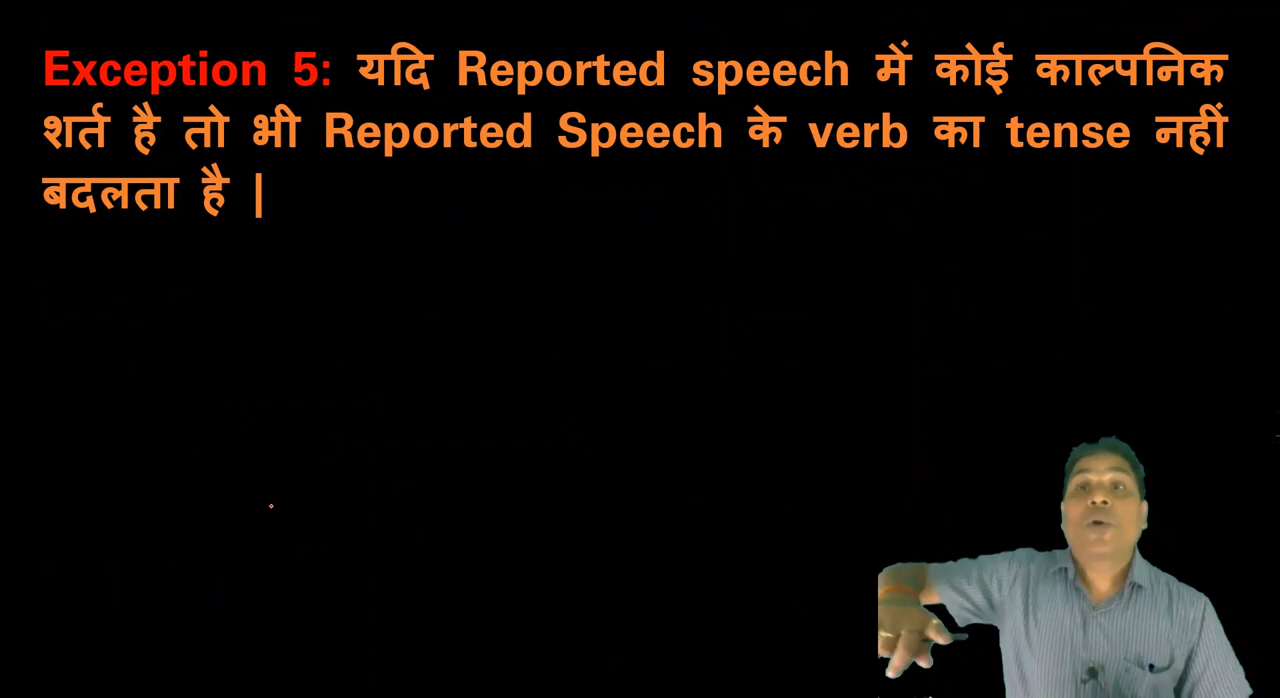 Exception 5: यदि Reported speech में कोई काल्पनिक
शर्त है तो भी Reported Speech के verb का tense नहीं
बदलता है |